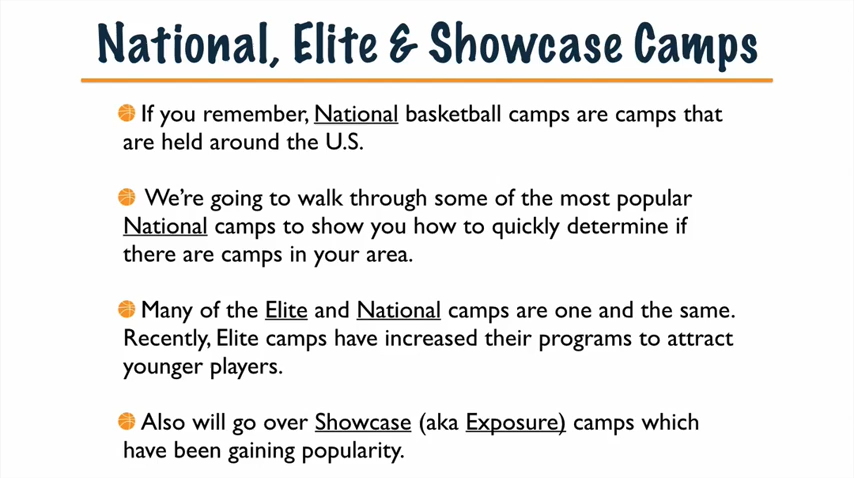 National, Elite & Showcase Camps
If you remember, National basketball camps are camps that
are held around the U.S.
We're going to walk through some of the most popular
National camps to show you how to quickly determine if
there are camps in your area.
Many of the Elite and National camps are one and the same.
Recently, Elite camps have increased their programs to attract
younger players.
Also will go over Showcase (aka Exposure) camps which
have been gaining popularity.